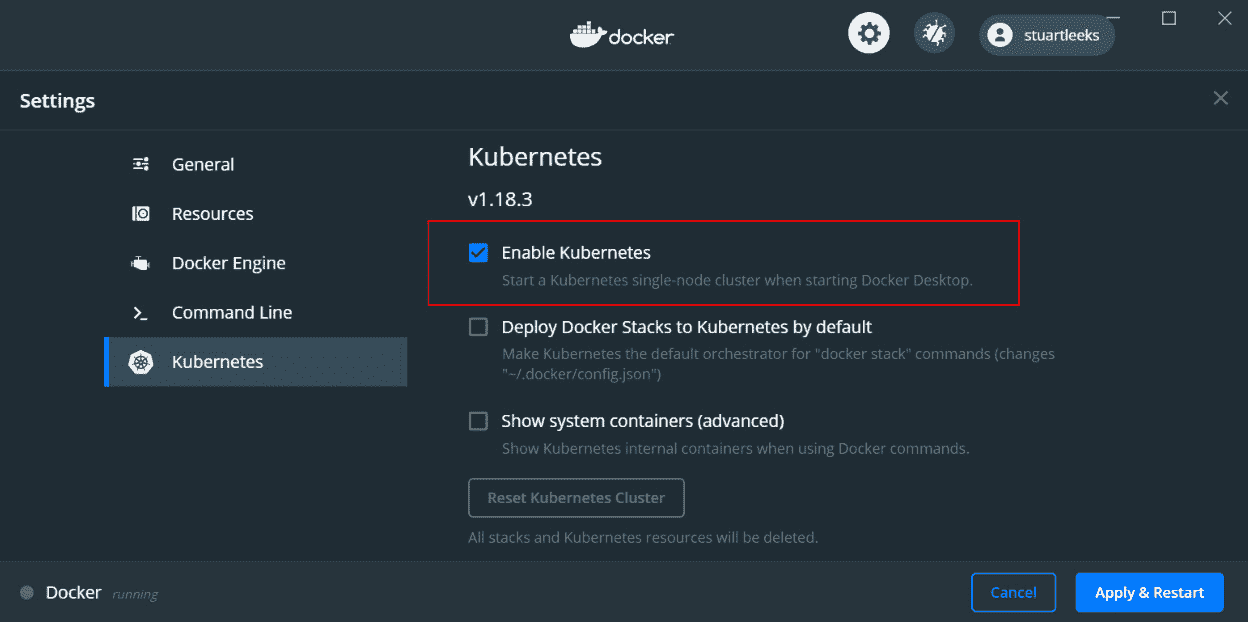 docker
stuartleeks
Settings
General
Resources
Docker Engine
Command Line
Kubernetes
Kubernetes
v1.18.3
Enable Kubernetes
Start a Kubernetes single-node cluster when starting Docker Desktop.
Deploy Docker Stacks to Kubernetes by default
Make Kubernetes the default orchestrator for "docker stack" commands (changes
"~/.docker/config.json")
Show system containers (advanced)
Show Kubernetes internal containers when using Docker commands.
Reset Kubernetes Cluster
All stacks and Kubernetes resources will be deleted.
Docker running
Cancel
Apply & Restart